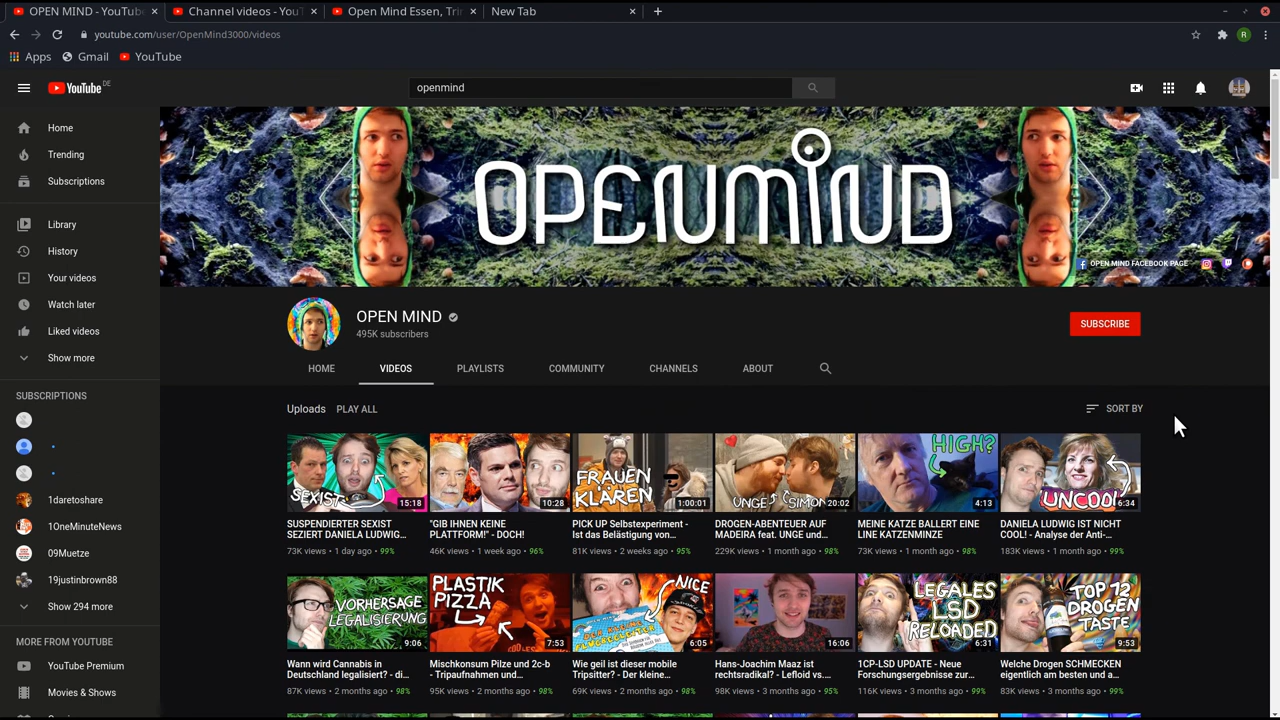 OPEN MIND - YouTub
Channel videos - YouT
Open Mind Essen, Tri
New Tab
youtube.com/user/OpenMind3000/videos
R
Apps
Gmail
YouTube
YouTube DE
openmind
Home
Trending
Subscriptions
Library
History
Your videos
Watch later
Liked videos
Show more
SUBSCRIPTIONS
1daretoshare
1OneMinuteNews
09Muetze
19justinbrown88
Show 294 more
MORE FROM YOUTUBE
YouTube Premium
Movies & Shows
OPENMIND
OPEN MIND FACEBOOK PAGE
OPEN MIND
495K subscribers
SUBSCRIBE
HOME
VIDEOS
PLAYLISTS
COMMUNITY
CHANNELS
ABOUT
Uploads
PLAY ALL
SORT BY
SEXIST
15:18
SUSPENDIERTER SEXIST
SEZIERT DANIELA LUDWIG...
73K views • 1 day ago • 99%
10:28
"GIB IHNEN KEINE
PLATTFORM!" - DOCH!
46K views • 1 week ago • 96%
FRAUEN
KLÄREN
1:00:01
PICK UP Selbstexperiment -
Ist das Belästigung von...
81K views • 2 weeks ago • 95%
UNGE
SIMON
20:02
DROGEN-ABENTEUER AUF
MADEIRA feat. UNGE und...
229K views • 1 month ago • 98%
HIGH?
4:13
MEINE KATZE BALLERT EINE
LINE KATZENMINZE
73K views • 1 month ago • 98%
UNCOOL
6:34
DANIELA LUDWIG IST NICHT
COOL! - Analyse der Anti-...
183K views • 1 month ago • 99%
VORHERSAGE
LEGALISIERUNG
9:06
Wann wird Cannabis in
Deutschland legalisiert? - di...
87K views • 2 months ago • 98%
PLASTIK
PIZZA
7:53
Mischkonsum Pilze und 2c-b
- Tripaufnahmen und...
95K views • 2 months ago • 98%
NICE
DER KLEINE
FLUGBEGLEITER
6:05
Wie geil ist dieser mobile
Tripsitter? - Der kleine...
69K views • 2 months ago • 98%
16:06
Hans-Joachim Maaz ist
rechtsradikal? - Lefloid vs....
98K views • 3 months ago • 95%
LEGALES
LSD
RELOADED
6:31
1CP-LSD UPDATE - Neue
Forschungsergebnisse zur...
116K views • 3 months ago • 99%
TOP 12
DROGEN
TASTE
9:53
Welche Drogen SCHMECKEN
eigentlich am besten und a...
83K views • 3 months ago • 99%